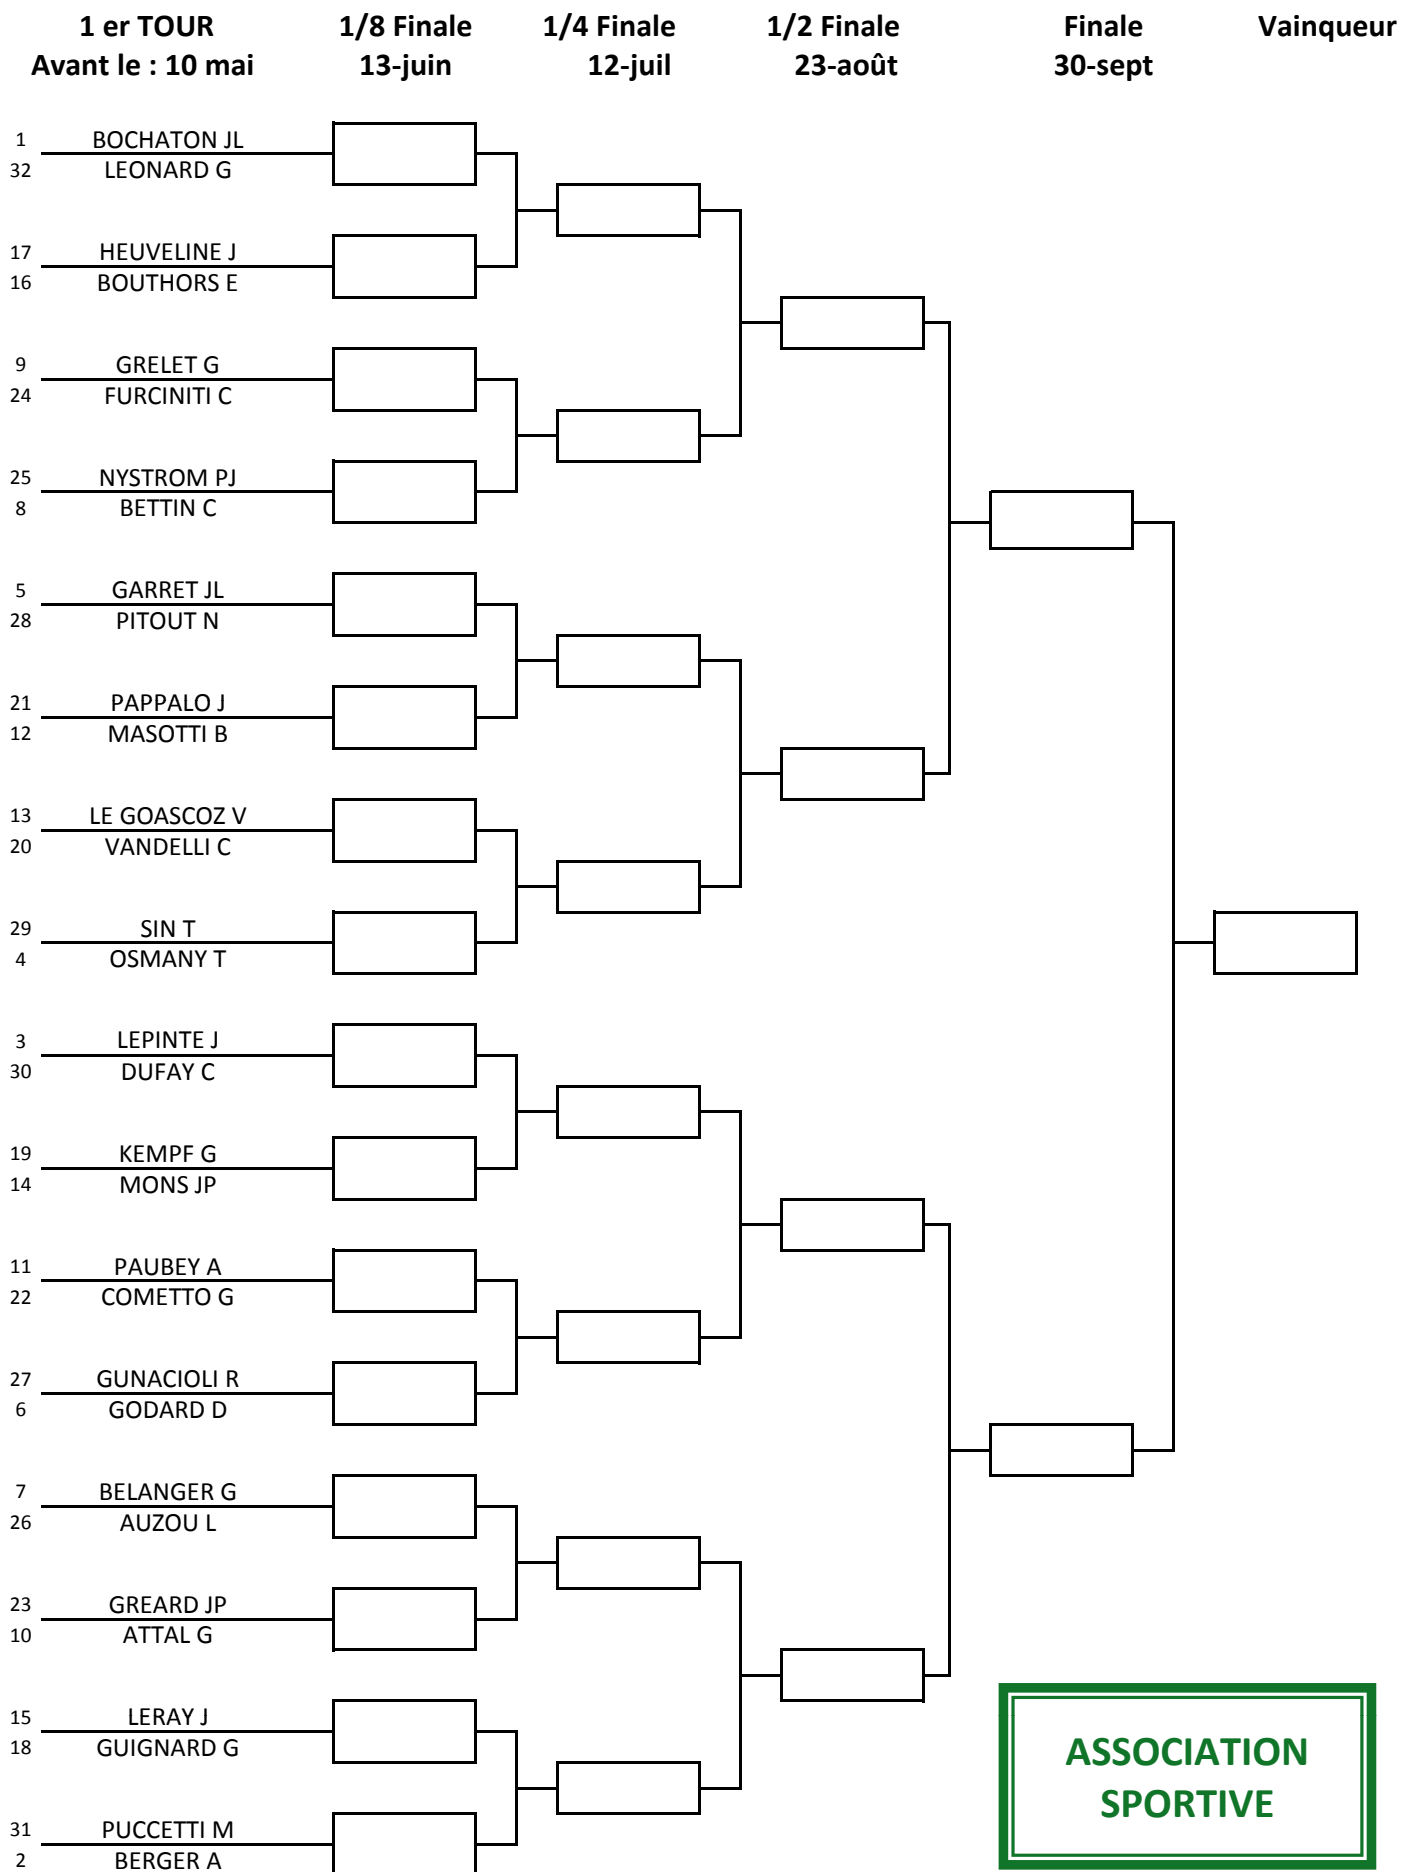 1 er TOUR 1/8 Finale 1/4 Finale 1/2 Finale Finale Vainqueur
Avant le : 10 mai 13-juin 12-juil 23-août 30-sept
1 BOCHATON JL
32 LEONARD G
17 HEUVELINE J
16 BOUTHORS E
9 GRELET G
24 FURCINITI C
25 NYSTROM PJ
8 BETTIN C
5 GARRET JL
28 PITOUT N
21 PAPPALO J
12 MASOTTI B
13 LE GOASCOZ V
20 VANDELLI C
29 SIN T
4 OSMANY T
3 LEPINTE J
30 DUFAY C
19 KEMPF G
14 MONS JP
11 PAUBEY A
22 COMETTO G
27 GUNACIOLI R
6 GODARD D
7 BELANGER G
26 AUZOU L
23 GREARD JP
10 ATTAL G
15 LERAY J
18 GUIGNARD G
31 PUCCETTI M
2 BERGER A
ASSOCIATION
SPORTIVE